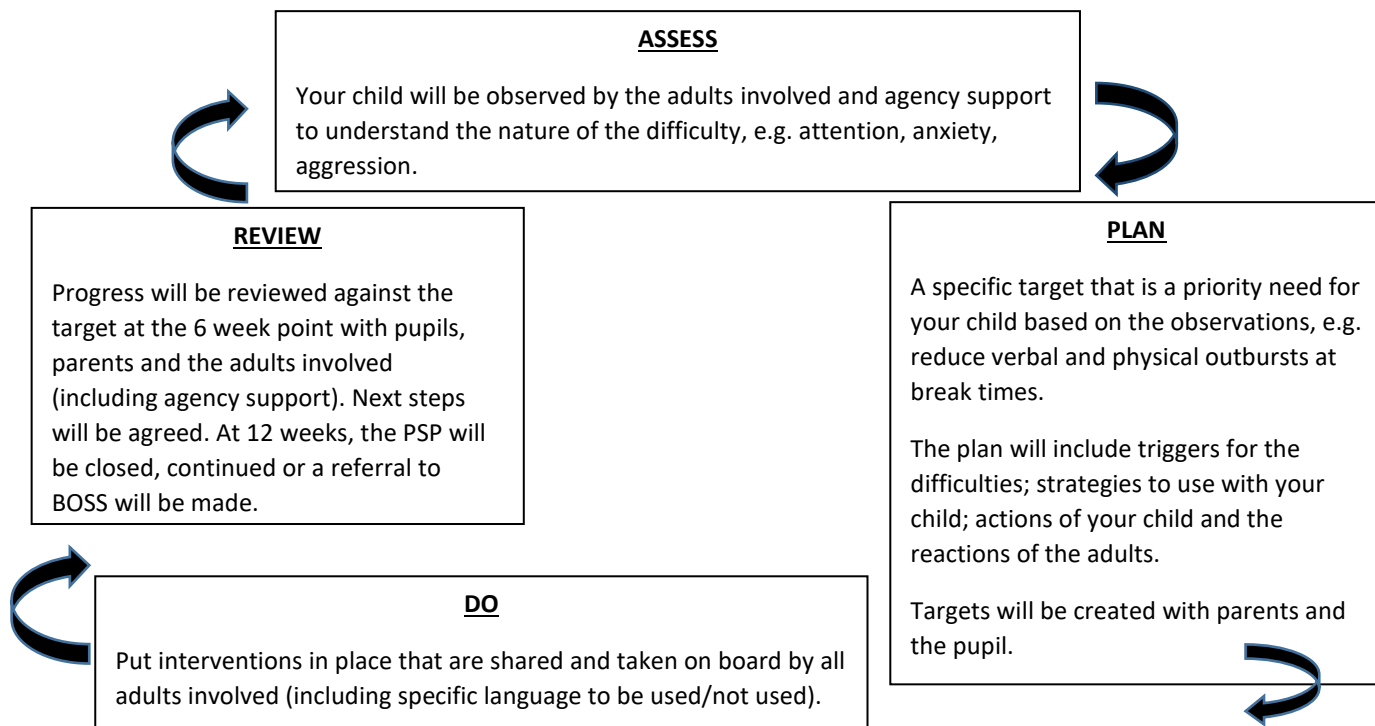 ASSESS
Your child will be observed by the adults involved and agency support
to understand the nature of the difficulty, e.g. attention, anxiety,
aggression.
PLAN
A specific target that is a priority need for
your child based on the observations, e.g.
reduce verbal and physical outbursts at
break times.
The plan will include triggers for the
difficulties; strategies to use with your
child; actions of your child and the
reactions of the adults.
Targets will be created with parents and
the pupil.
DO
Put interventions in place that are shared and taken on board by all
adults involved (including specific language to be used/not used).
REVIEW
Progress will be reviewed against the
target at the 6 week point with pupils,
parents and the adults involved
(including agency support). Next steps
will be agreed. At 12 weeks, the PSP will
be closed, continued or a referral to
BOSS will be made.